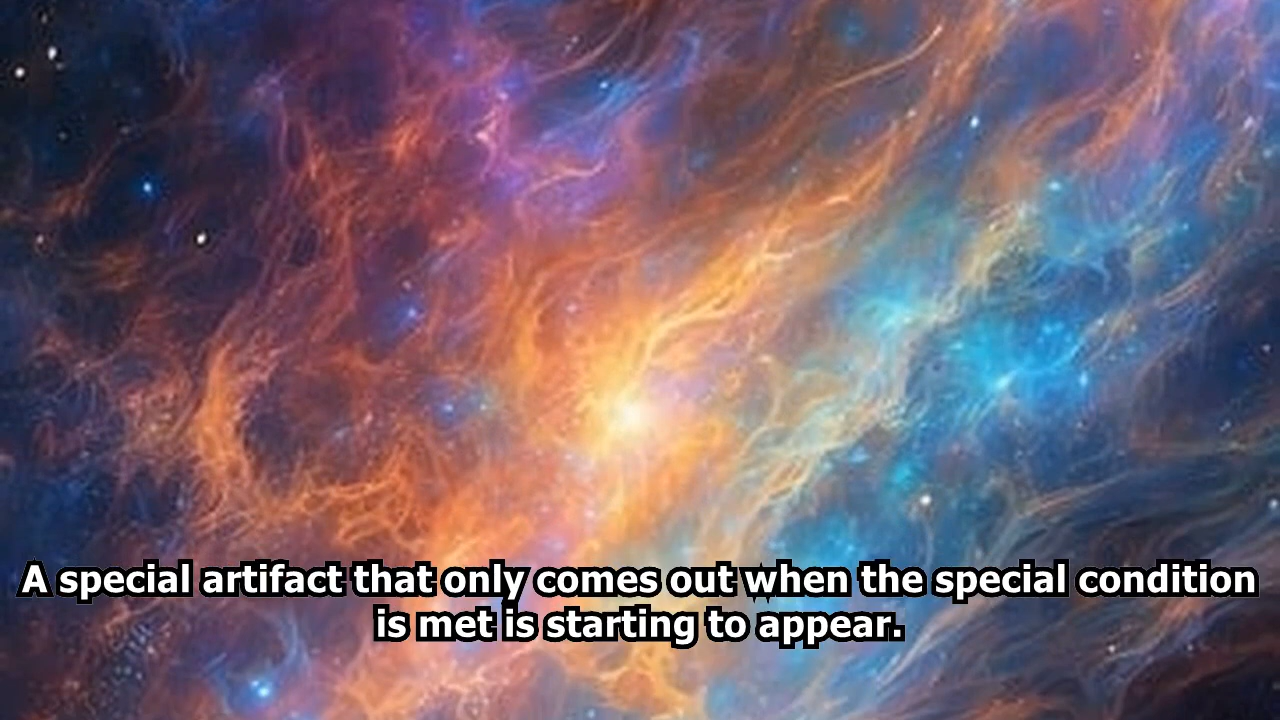 A special artifact that only comes out when the special condition
is met is starting to appear.